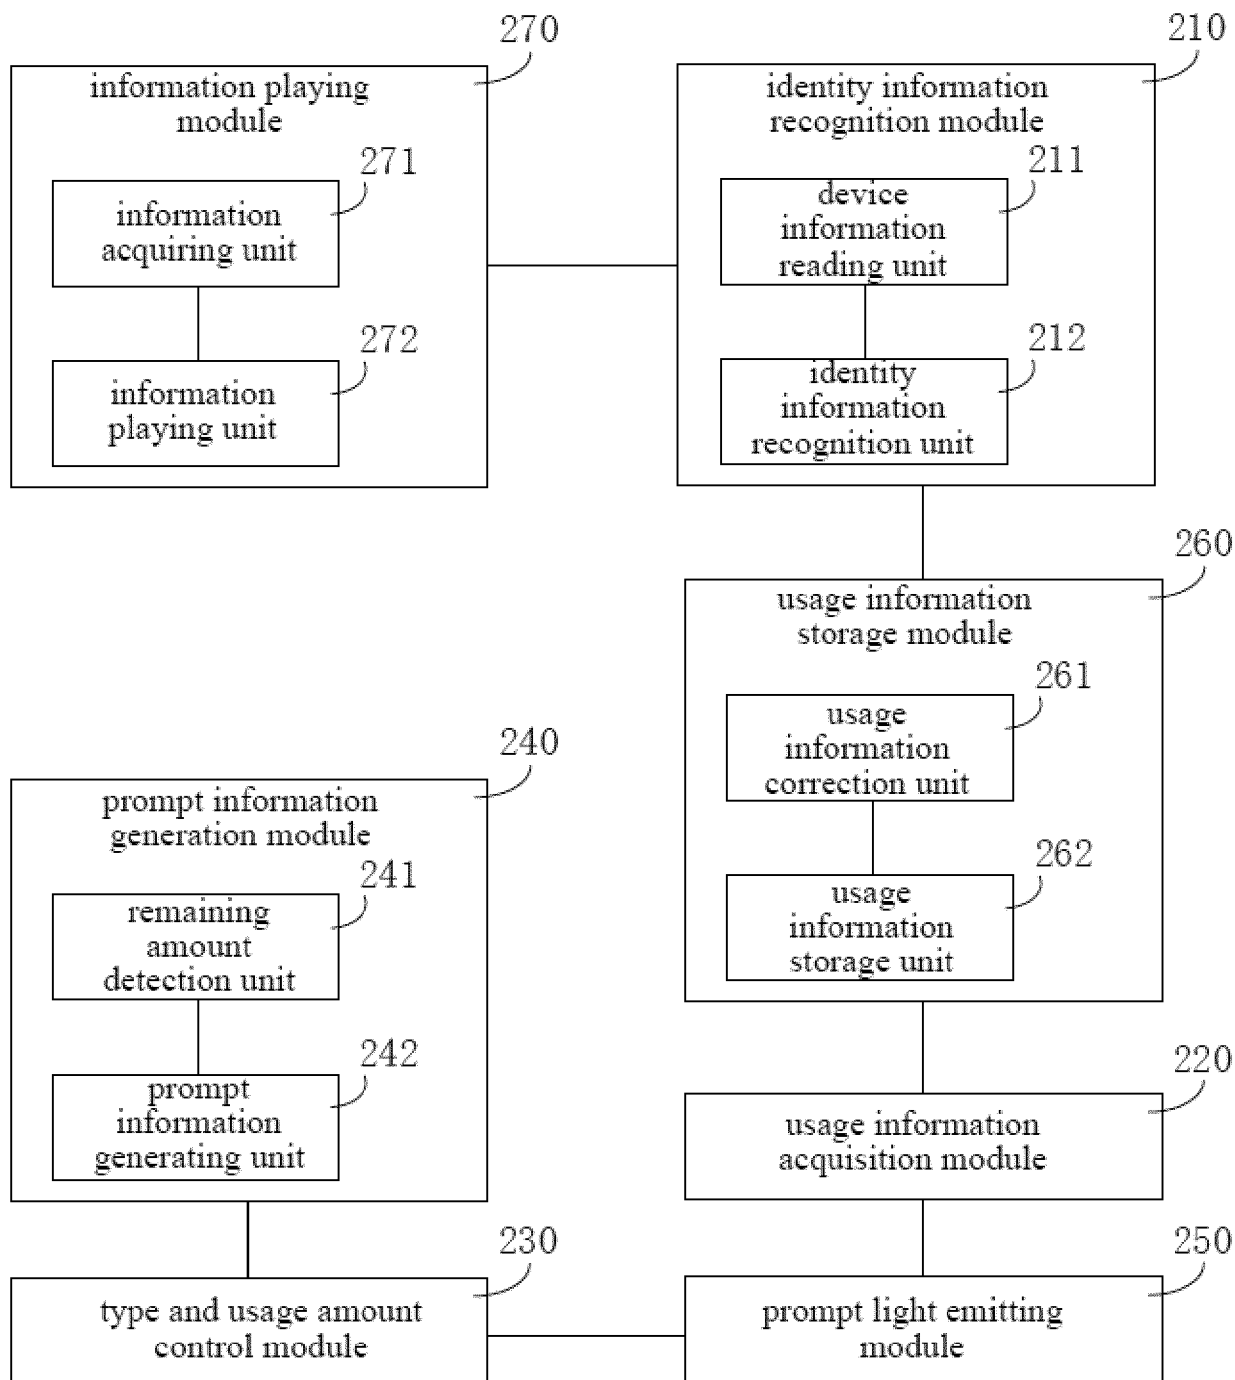 270
information playing
module
271
information
acquiring unit
272
information
playing unit
210
identity information
recognition module
211
device
information
reading unit
212
identity
information
recognition unit
260
usage information
storage module
261
usage
information
correction unit
262
usage
information
storage unit
240
prompt information
generation module
241
remaining
amount
detection unit
242
prompt
information
generating unit
220
usage information
acquisition module
230
type and usage amount
control module
250
prompt light emitting
module